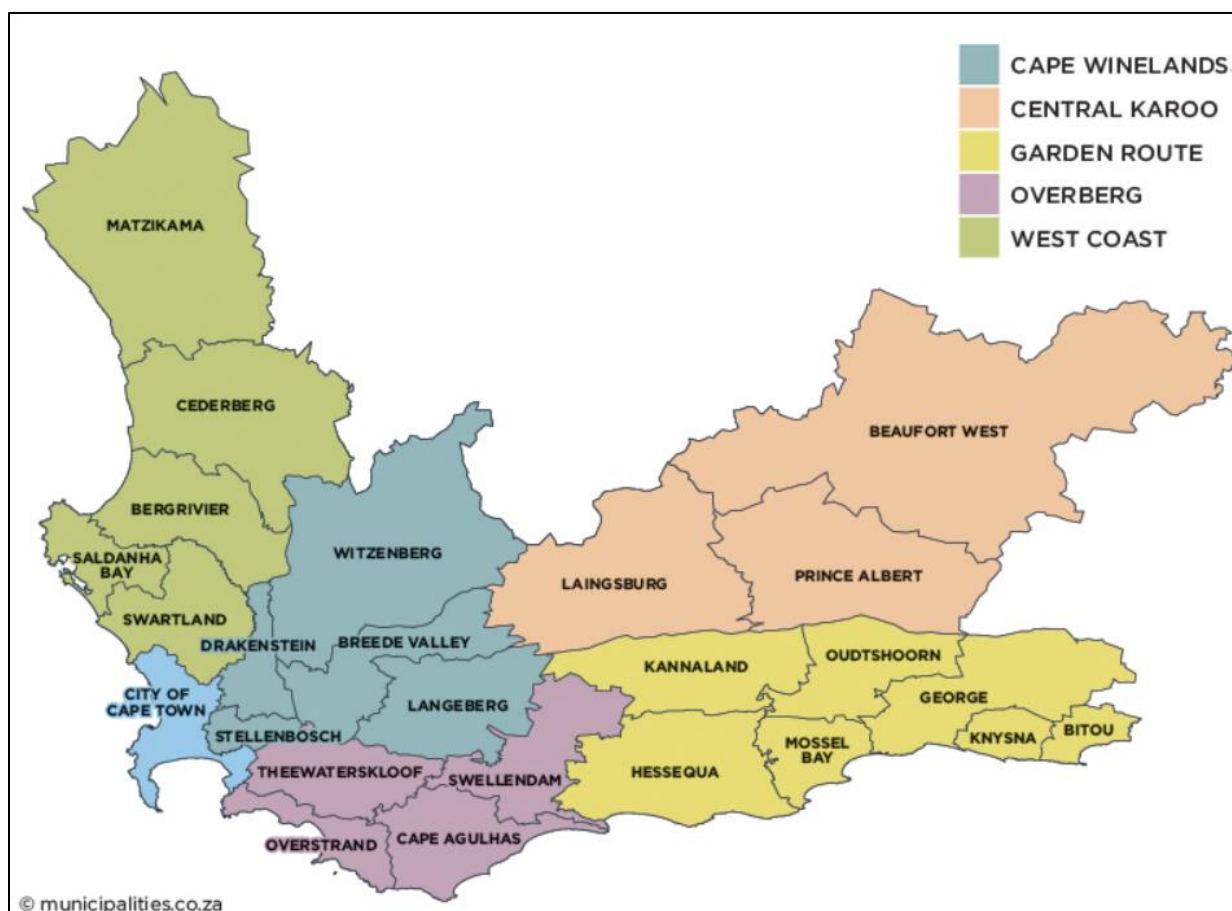 CAPE WINELANDS
CENTRAL KAROO
GARDEN ROUTE
OVERBERG
WEST COAST
MATZIKAMA
CEDERBERG
BEAUFORT WEST
BERGRIVIER
WITZENBERG
SALDANHA
BAY
LAINGSBURG
PRINCE ALBERT
SWARTLAND
DRAKENSTEIN
BREEDE VALLEY
KANNALAND
OUDTSHOORN
CITY OF
CAPE TOWN
LANGEBERG
GEORGE
STELLENBOSCH
MOSSEL
BAY
KNYSNA
BITOU
THEEWATERSKLOOF
SWELLENDAM
HESSEQUA
OVERSTRAND
CAPE AGULHAS
© municipalities.co.za